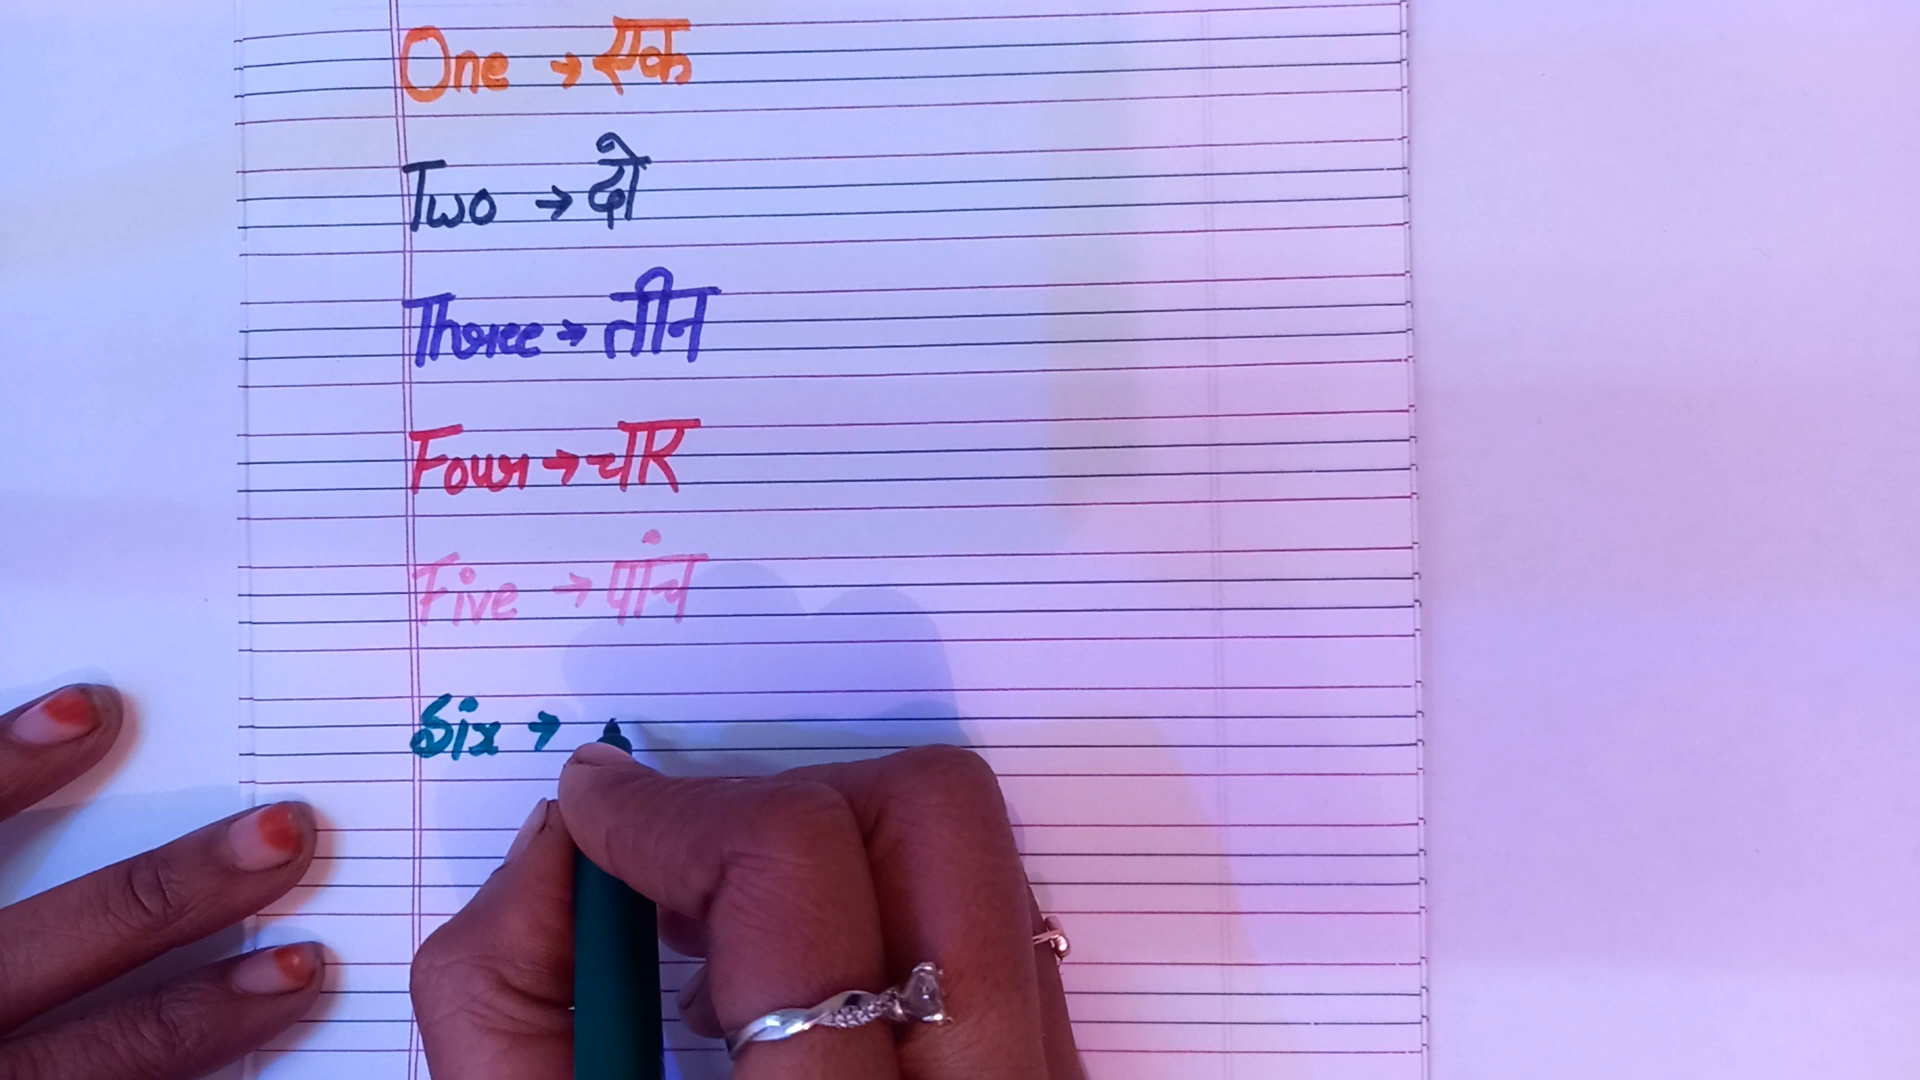 One → एक
Two → दो
Three → तीन
Four → चार
Five → पांच
Six →